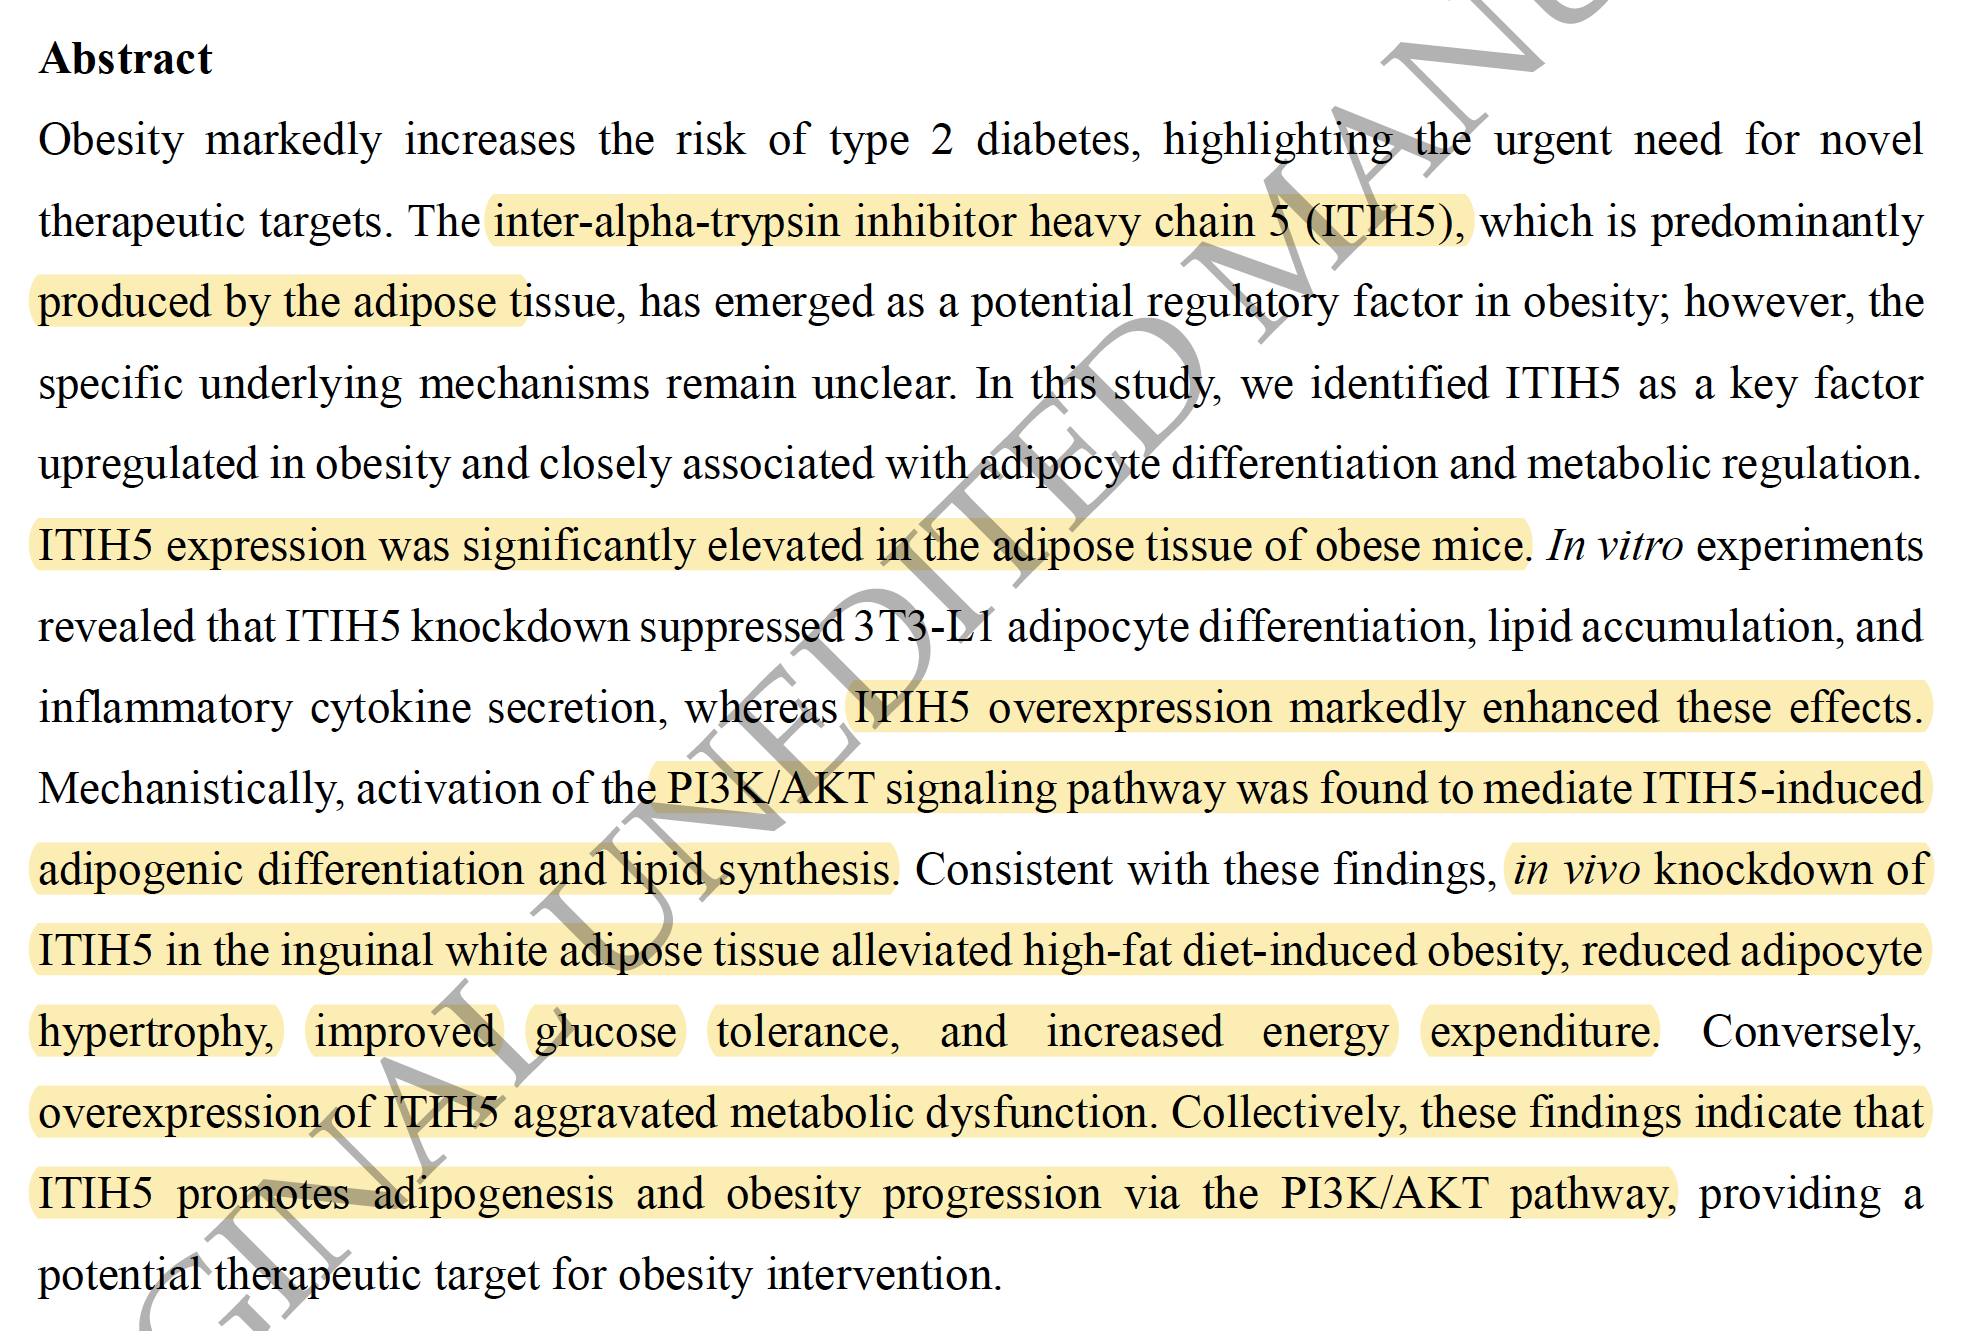 Abstract
Obesity markedly increases the risk of type 2 diabetes, highlighting the urgent need for novel
therapeutic targets. The inter-alpha-trypsin inhibitor heavy chain 5 (ITIH5), which is predominantly
produced by the adipose tissue, has emerged as a potential regulatory factor in obesity; however, the
specific underlying mechanisms remain unclear. In this study, we identified ITIH5 as a key factor
upregulated in obesity and closely associated with adipocyte differentiation and metabolic regulation.
ITIH5 expression was significantly elevated in the adipose tissue of obese mice. In vitro experiments
revealed that ITIH5 knockdown suppressed 3T3-L1 adipocyte differentiation, lipid accumulation, and
inflammatory cytokine secretion, whereas ITIH5 overexpression markedly enhanced these effects.
Mechanistically, activation of the PI3K/AKT signaling pathway was found to mediate ITIH5-induced
adipogenic differentiation and lipid synthesis. Consistent with these findings, in vivo knockdown of
ITIH5 in the inguinal white adipose tissue alleviated high-fat diet-induced obesity, reduced adipocyte
hypertrophy, improved glucose tolerance, and increased energy expenditure. Conversely,
overexpression of ITIH5 aggravated metabolic dysfunction. Collectively, these findings indicate that
ITIH5 promotes adipogenesis and obesity progression via the PI3K/AKT pathway, providing a
potential therapeutic target for obesity intervention.
GINAL UNEDITED MANU